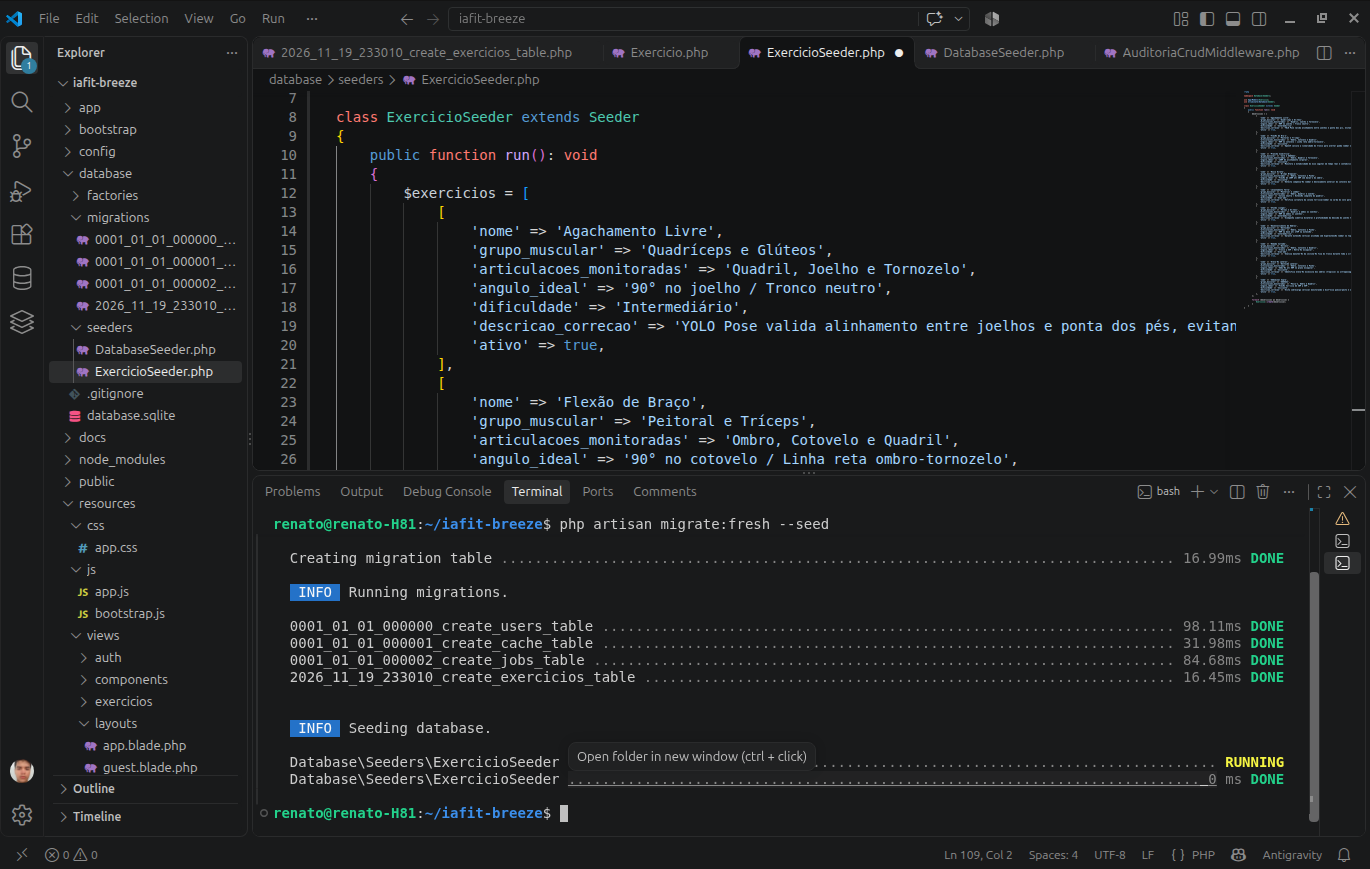 File Edit Selection View Go Run ··· iafit-breeze
Explorer ···
iafit-breeze
app
bootstrap
config
database
factories
migrations
0001_01_01_000000_...
0001_01_01_000001_...
0001_01_01_000002_...
2026_11_19_233010_...
seeders
DatabaseSeeder.php
ExercicioSeeder.php
.gitignore
database.sqlite
docs
node_modules
public
resources
css
# app.css
js
JS app.js
JS bootstrap.js
views
auth
components
exercicios
layouts
app.blade.php
guest.blade.php
Outline
Timeline
1
2026_11_19_233010_create_exercicios_table.php Exercicio.php ExercicioSeeder.php DatabaseSeeder.php AuditoriaCrudMiddleware.php ···
database > seeders > ExercicioSeeder.php
7
8 class ExercicioSeeder extends Seeder
9 {
10 public function run(): void
11 {
12 $exercicios = [
13 [
14 'nome' => 'Agachamento Livre',
15 'grupo_muscular' => 'Quadríceps e Glúteos',
16 'articulacoes_monitoradas' => 'Quadril, Joelho e Tornozelo',
17 'angulo_ideal' => '90° no joelho / Tronco neutro',
18 'dificuldade' => 'Intermediário',
19 'descricao_correcao' => 'YOLO Pose valida alinhamento entre joelhos e ponta dos pés, evitan
20 'ativo' => true,
21 ],
22 [
23 'nome' => 'Flexão de Braço',
24 'grupo_muscular' => 'Peitoral e Tríceps',
25 'articulacoes_monitoradas' => 'Ombro, Cotovelo e Quadril',
26 'angulo_ideal' => '90° no cotovelo / Linha reta ombro-tornozelo',
Problems Output Debug Console Terminal Ports Comments bash ···
renato@renato-H81:~/iafit-breeze$ php artisan migrate:fresh --seed
Creating migration table ................................................................................ 16.99ms DONE
INFO Running migrations.
0001_01_01_000000_create_users_table .................................................................... 98.11ms DONE
0001_01_01_000001_create_cache_table .................................................................... 31.98ms DONE
0001_01_01_000002_create_jobs_table ..................................................................... 84.68ms DONE
2026_11_19_233010_create_exercicios_table ............................................................... 16.45ms DONE
INFO Seeding database.
Open folder in new window (ctrl + click)
Database\Seeders\ExercicioSeeder ................................................ RUNNING
Database\Seeders\ExercicioSeeder ........................................................................... 0 ms DONE
renato@renato-H81:~/iafit-breeze$
0 0 Ln 109, Col 2 Spaces: 4 UTF-8 LF { } PHP Antigravity